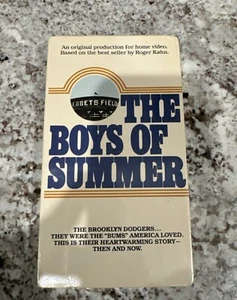 An original production for home video.
Based on the best seller by Roger Kahn.
EBBETS FIELD
THE
BOYS OF
SUMMER
THE BROOKLYN DODGERS...
THEY WERE THE "BUMS" AMERICA LOVED.
THIS IS THEIR HEARTWARMING STORY–
THEN AND NOW.